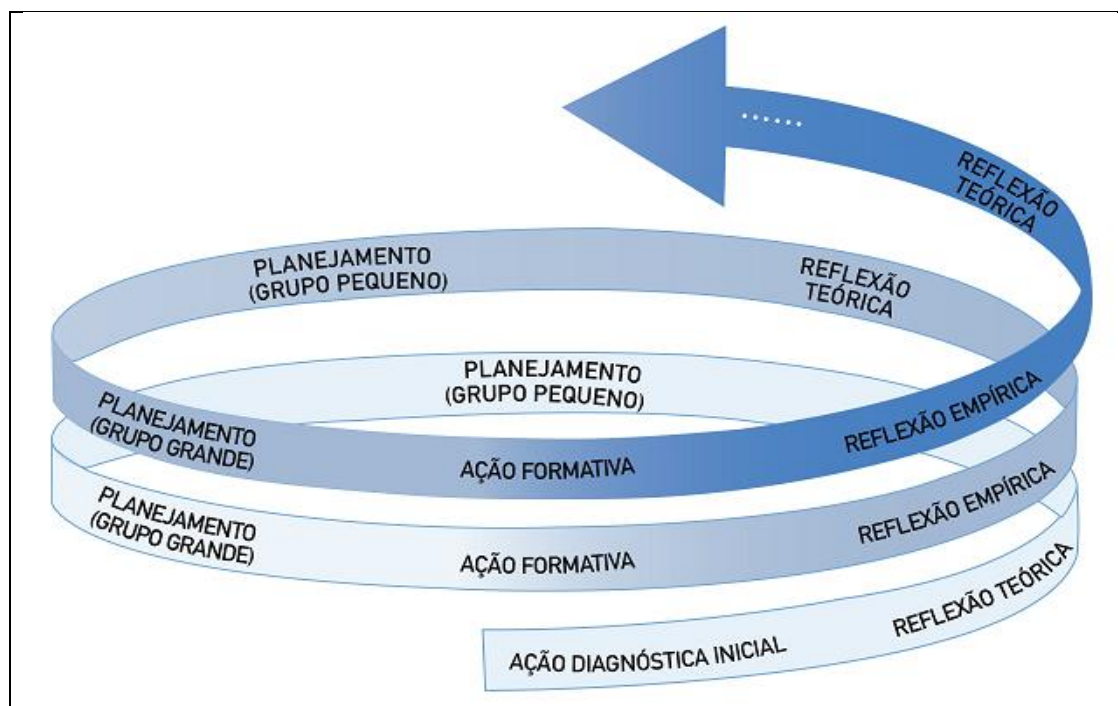 REFLEXÃO
TEÓRICA
PLANEJAMENTO
(GRUPO PEQUENO)
REFLEXÃO
TEÓRICA
PLANEJAMENTO
(GRUPO PEQUENO)
PLANEJAMENTO
(GRUPO GRANDE)
AÇÃO FORMATIVA
REFLEXÃO EMPÍRICA
PLANEJAMENTO
(GRUPO GRANDE)
AÇÃO FORMATIVA
REFLEXÃO EMPÍRICA
AÇÃO DIAGNÓSTICA INICIAL
REFLEXÃO TEÓRICA